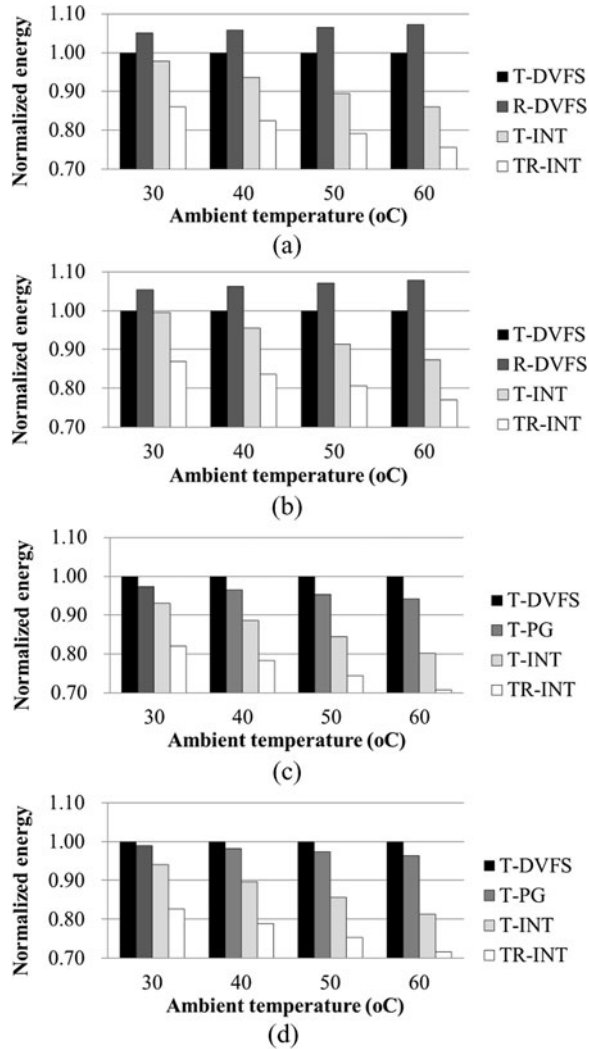 1.10
1.00
0.90
0.80
0.70
Normalized energy
30 40 50 60
Ambient temperature (oC)
T-DVFS
R-DVFS
T-INT
TR-INT
(a)
1.10
1.00
0.90
0.80
0.70
Normalized energy
30 40 50 60
Ambient temperature (oC)
T-DVFS
R-DVFS
T-INT
TR-INT
(b)
1.10
1.00
0.90
0.80
0.70
Normalized energy
30 40 50 60
Ambient temperature (oC)
T-DVFS
T-PG
T-INT
TR-INT
(c)
1.10
1.00
0.90
0.80
0.70
Normalized energy
30 40 50 60
Ambient temperature (oC)
T-DVFS
T-PG
T-INT
TR-INT
(d)